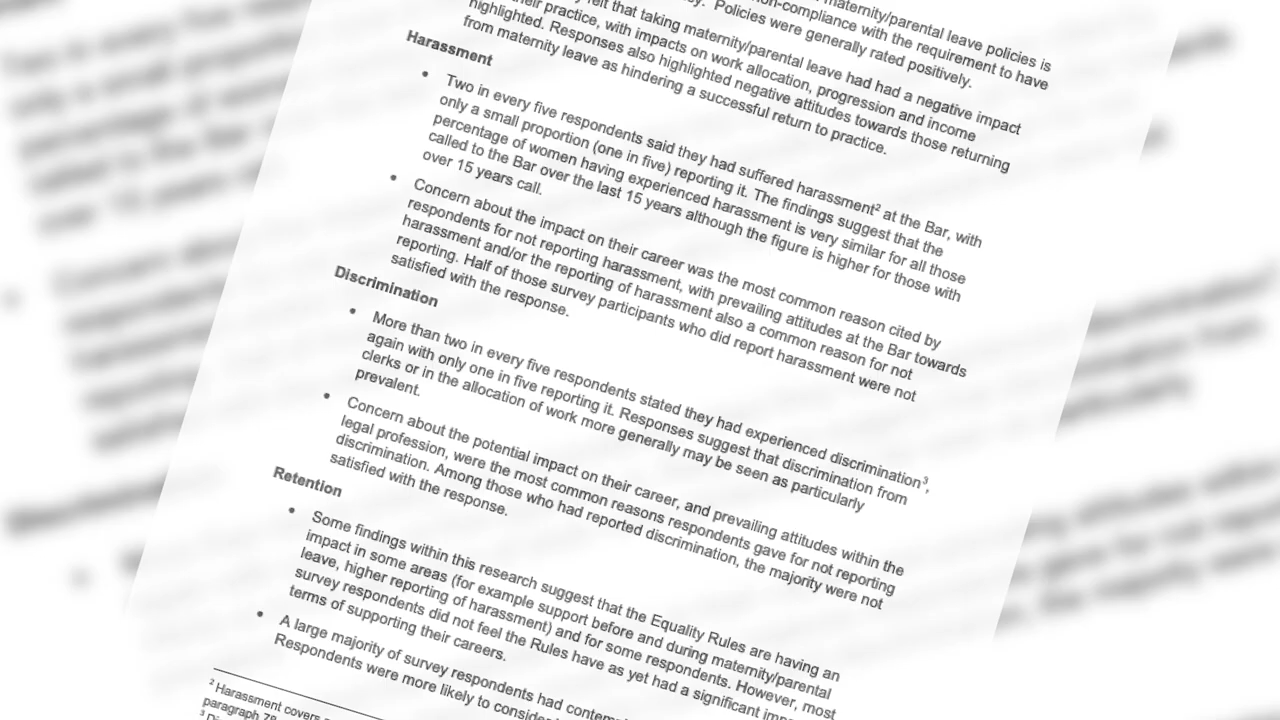 maternity/parental leave policies is
non-compliance with the requirement to have
Policies were generally rated positively.
felt that taking maternity/parental leave had had a negative impact
their practice, with impacts on work allocation, progression and income
highlighted. Responses also highlighted negative attitudes towards those returning
from maternity leave as hindering a successful return to practice.
Harassment
• Two in every five respondents said they had suffered harassment² at the Bar, with
only a small proportion (one in five) reporting it. The findings suggest that the
percentage of women having experienced harassment is very similar for all those
called to the Bar over the last 15 years although the figure is higher for those with
over 15 years call.
• Concern about the impact on their career was the most common reason cited by
respondents for not reporting harassment, with prevailing attitudes at the Bar towards
harassment and/or the reporting of harassment also a common reason for not
reporting. Half of those survey participants who did report harassment were not
satisfied with the response.
Discrimination
• More than two in every five respondents stated they had experienced discrimination³,
again with only one in five reporting it. Responses suggest that discrimination from
clerks or in the allocation of work more generally may be seen as particularly
prevalent.
• Concern about the potential impact on their career, and prevailing attitudes within the
legal profession, were the most common reasons respondents gave for not reporting
discrimination. Among those who had reported discrimination, the majority were not
satisfied with the response.
Retention
• Some findings within this research suggest that the Equality Rules are having an
impact in some areas (for example support before and during maternity/parental
leave, higher reporting of harassment) and for some respondents. However, most
survey respondents did not feel the Rules have as yet had a significant
terms of supporting their careers.
• A large majority of survey respondents had
Respondents were more likely to
² Harassment covers
paragraph 78